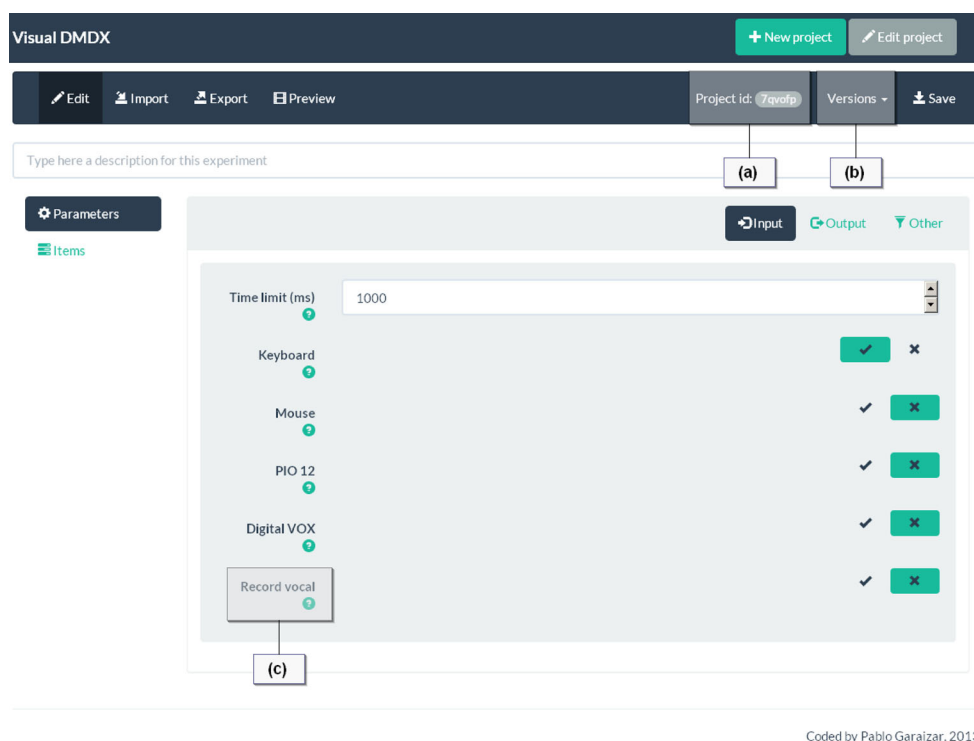 Visual DMDX
New project
Edit project
Edit
Import
Export
Preview
Project id: 7qvofp
Versions
Save
Type here a description for this experiment
(a)
(b)
Parameters
Items
Input
Output
Other
Time limit (ms)
1000
Keyboard
Mouse
PIO 12
Digital VOX
Record vocal
(c)
Coded by Pablo Garaizar, 201